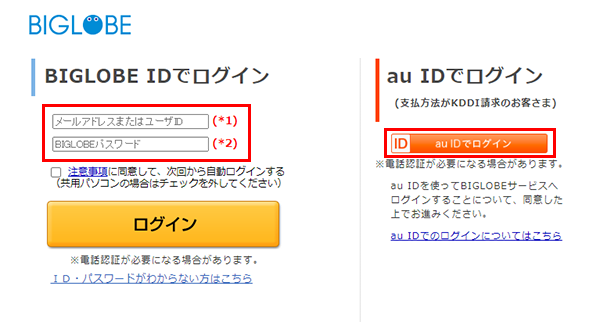 BIGLOBE
BIGLOBE IDでログイン
メールアドレスまたはユーザID (*1)
BIGLOBEパスワード (*2)
注意事項に同意して、次回から自動ログインする
（共用パソコンの場合はチェックを外してください）
ログイン
※電話認証が必要になる場合があります。
ＩＤ・パスワードがわからない方はこちら
au IDでログイン
(支払方法がKDDI請求のお客さま)
ID au IDでログイン
※電話認証が必要になる場合があります。
au IDを使ってBIGLOBEサービスへ
ログインすることについて、同意した
上でお進みください。
au IDでのログインについてはこちら